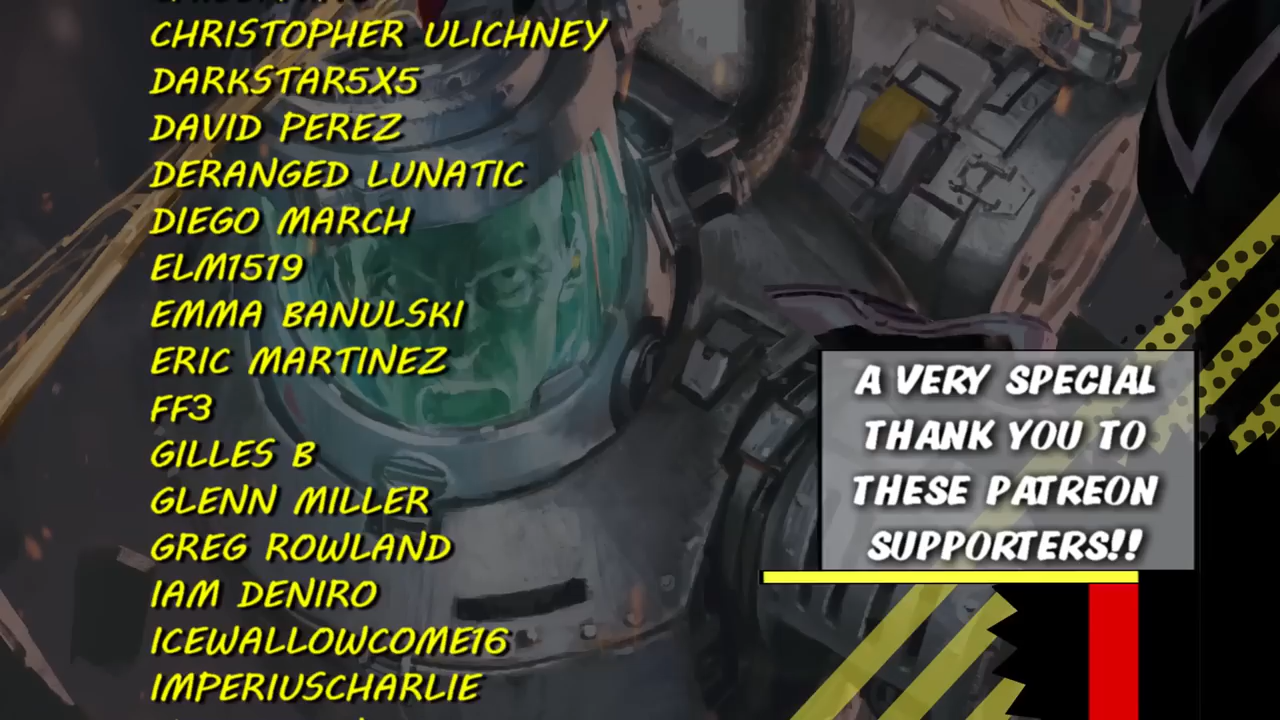 CHRISTOPHER ULICHNEY
DARKSTAR5X5
DAVID PEREZ
DERANGED LUNATIC
DIEGO MARCH
ELM1519
EMMA BANULSKI
ERIC MARTINEZ
FF3
GILLES B
GLENN MILLER
GREG ROWLAND
IAM DENIRO
ICEWALLOWCOME16
IMPERIUSCHARLIE
A VERY SPECIAL
THANK YOU TO
THESE PATREON
SUPPORTERS!!